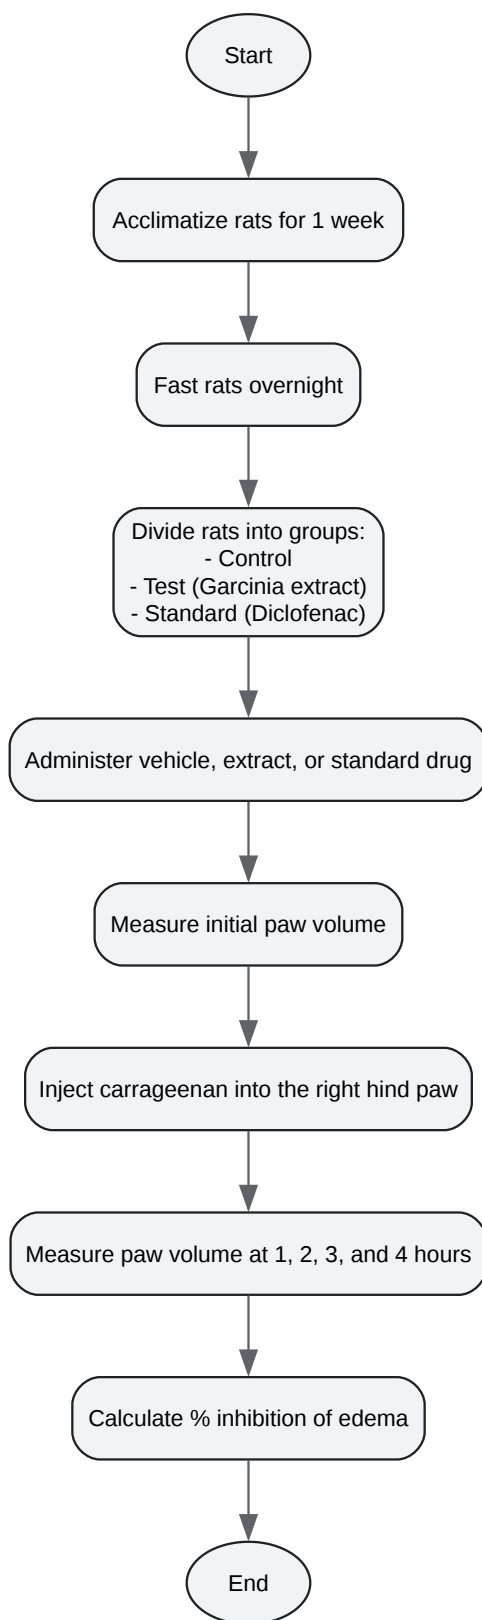 Start
Acclimatize rats for 1 week
Fast rats overnight
Divide rats into groups:
- Control
- Test (Garcinia extract)
- Standard (Diclofenac)
Administer vehicle, extract, or standard drug
Measure initial paw volume
Inject carrageenan into the right hind paw
Measure paw volume at 1, 2, 3, and 4 hours
Calculate % inhibition of edema
End